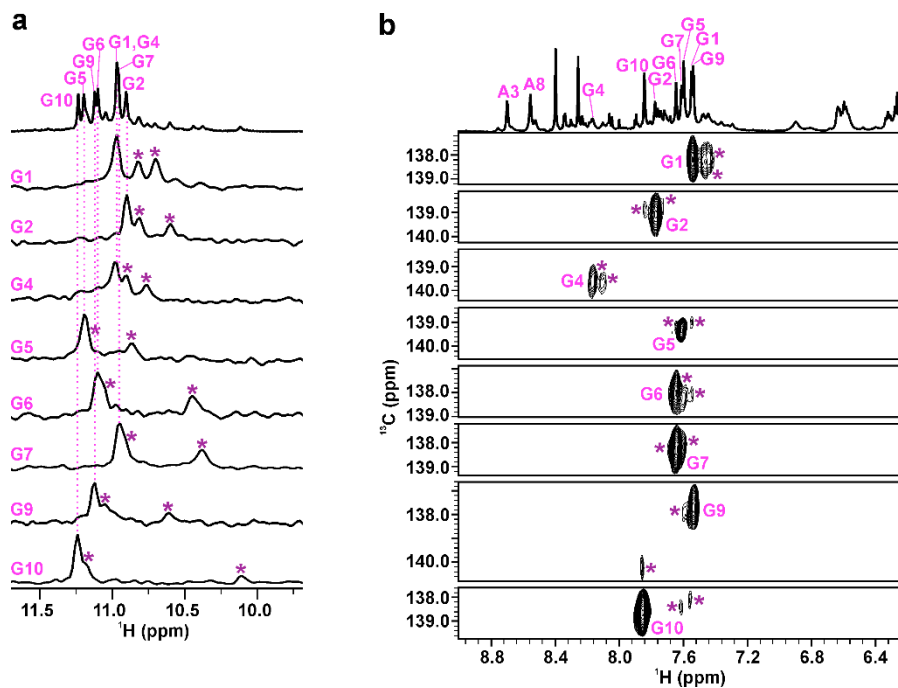 a
G6
G1,G4
G9
G7
G5
G2
G10
G1
*
*
G2
*
*
G4
*
*
G5
*
*
G6
*
*
G7
*
*
G9
*
*
G10
*
*
11.5
11.0
10.5
10.0
¹H (ppm)
b
G5
G7
G1
G6
G9
G10
G2
A3
A8
G4
138.0
139.0
G1
*
*
139.0
140.0
*
*
G2
139.0
140.0
G4
*
*
139.0
140.0
*
*
G5
138.0
139.0
G6
*
*
138.0
139.0
*
*
G7
138.0
140.0
*
G9
*
138.0
139.0
*
*
G10
¹³C (ppm)
8.8
8.4
8.0
7.6
7.2
6.8
6.4
¹H (ppm)